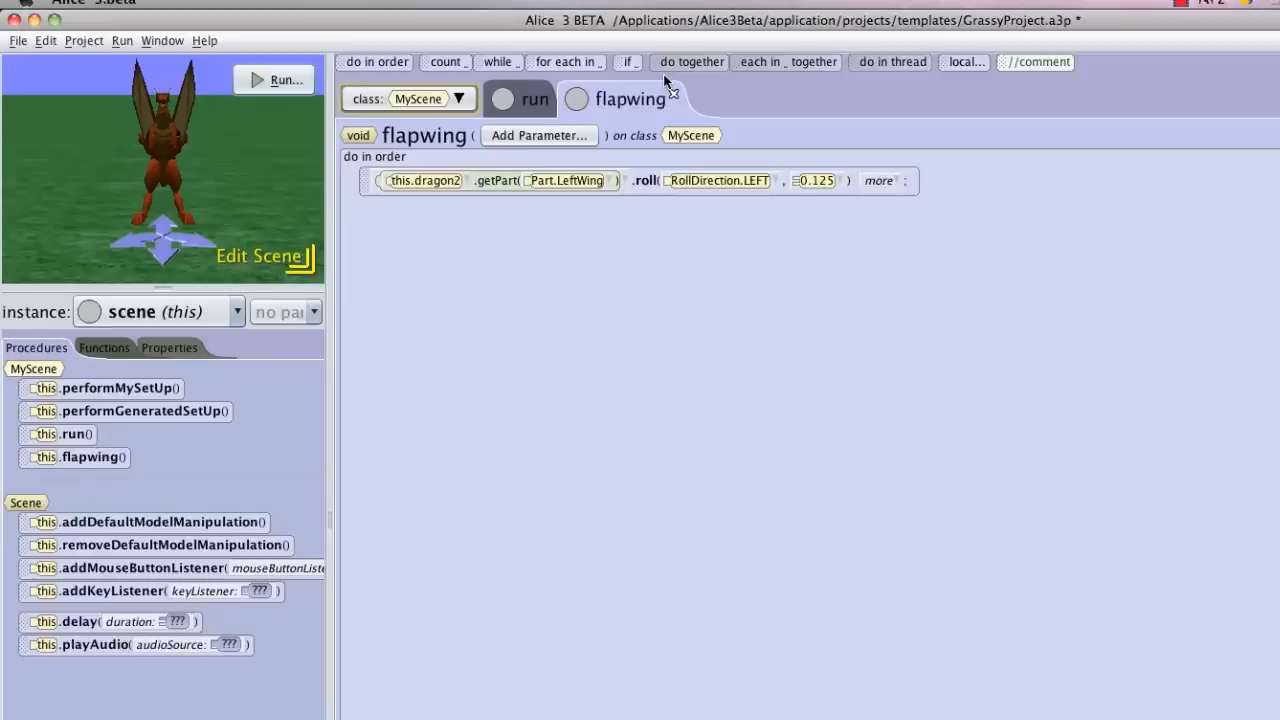 Alice 3.beta
Alice 3 BETA /Applications/Alice3Beta/application/projects/templates/GrassyProject.a3p *
File Edit Project Run Window Help
do in order count _ while _ for each in _ if _ do together each in _ together do in thread local... //comment
Run...
class: MyScene run flapwing
void flapwing ( Add Parameter... ) on class MyScene
do in order
( this.dragon2 .getPart( Part.LeftWing ) .roll( RollDirection.LEFT , 0.125 ) more ;
Edit Scene
instance: scene (this) no pa
Procedures Functions Properties
MyScene
this.performMySetUp()
this.performGeneratedSetUp()
this.run()
this.flapwing()
Scene
this.addDefaultModelManipulation()
this.removeDefaultModelManipulation()
this.addMouseButtonListener( mouseButtonListe
this.addKeyListener( keyListener: ??? )
this.delay( duration: ??? )
this.playAudio( audioSource: ??? )